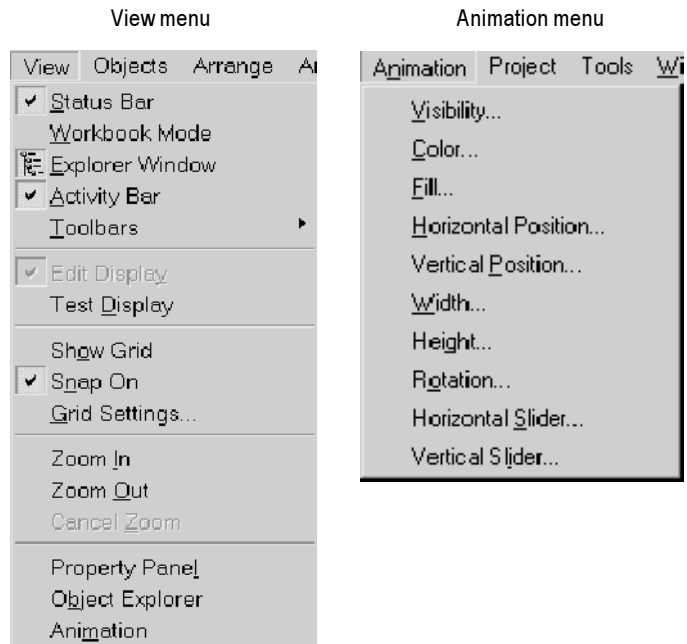 View menu
View Objects Arrange
Status Bar
Workbook Mode
Explorer Window
Activity Bar
Toolbars
Edit Display
Test Display
Show Grid
Snap On
Grid Settings...
Zoom In
Zoom Out
Cancel Zoom
Property Panel
Object Explorer
Animation
Animation menu
Animation Project Tools
Visibility...
Color...
Fill...
Horizontal Position...
Vertical Position...
Width...
Height...
Rotation...
Horizontal Slider...
Vertical Slider...